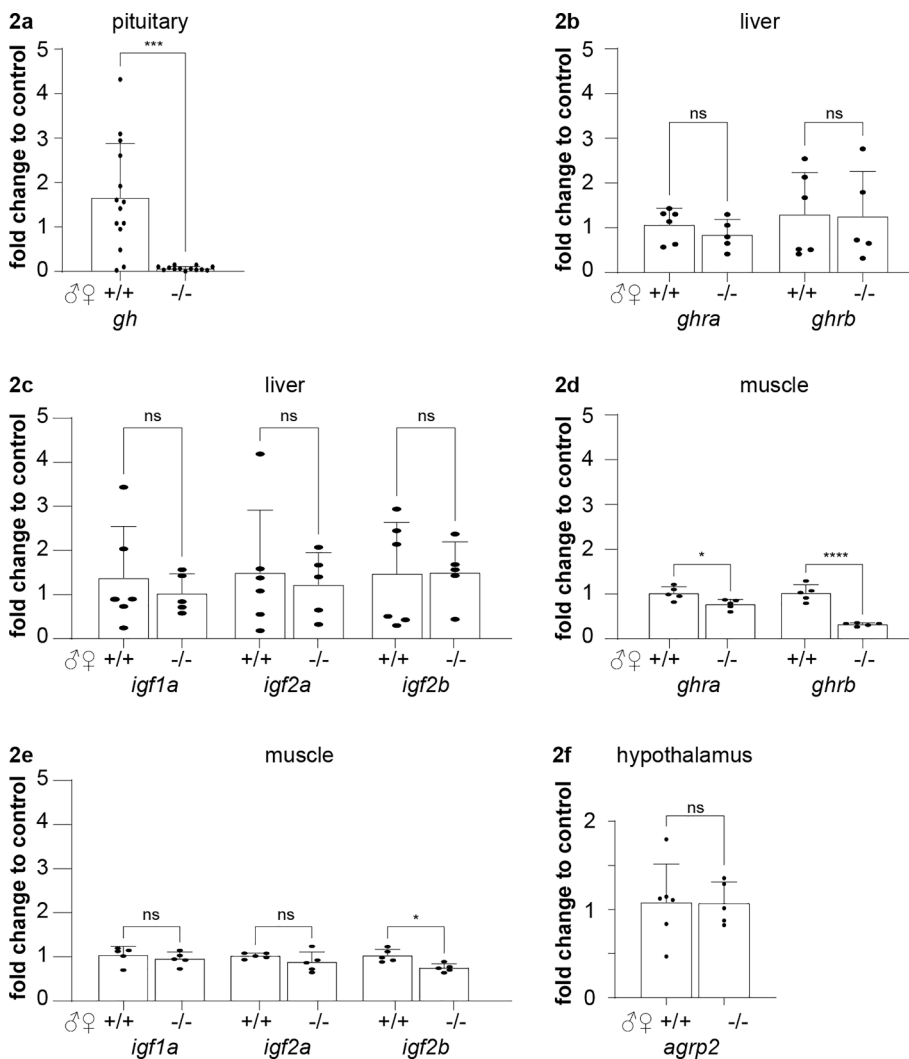 2a pituitary
fold change to control
5
4
3
2
1
0
***
♂♀ +/+ -/-
gh
2b liver
fold change to control
5
4
3
2
1
0
ns ns
♂♀ +/+ -/- +/+ -/-
ghra ghrb
2c liver
fold change to control
5
4
3
2
1
0
ns ns ns
♂♀ +/+ -/- +/+ -/- +/+ -/-
igf1a igf2a igf2b
2d muscle
fold change to control
5
4
3
2
1
0
* ****
♂♀ +/+ -/- +/+ -/-
ghra ghrb
2e muscle
fold change to control
5
4
3
2
1
0
ns ns *
♂♀ +/+ -/- +/+ -/- +/+ -/-
igf1a igf2a igf2b
2f hypothalamus
fold change to control
2
1
0
ns
♂♀ +/+ -/-
agrp2